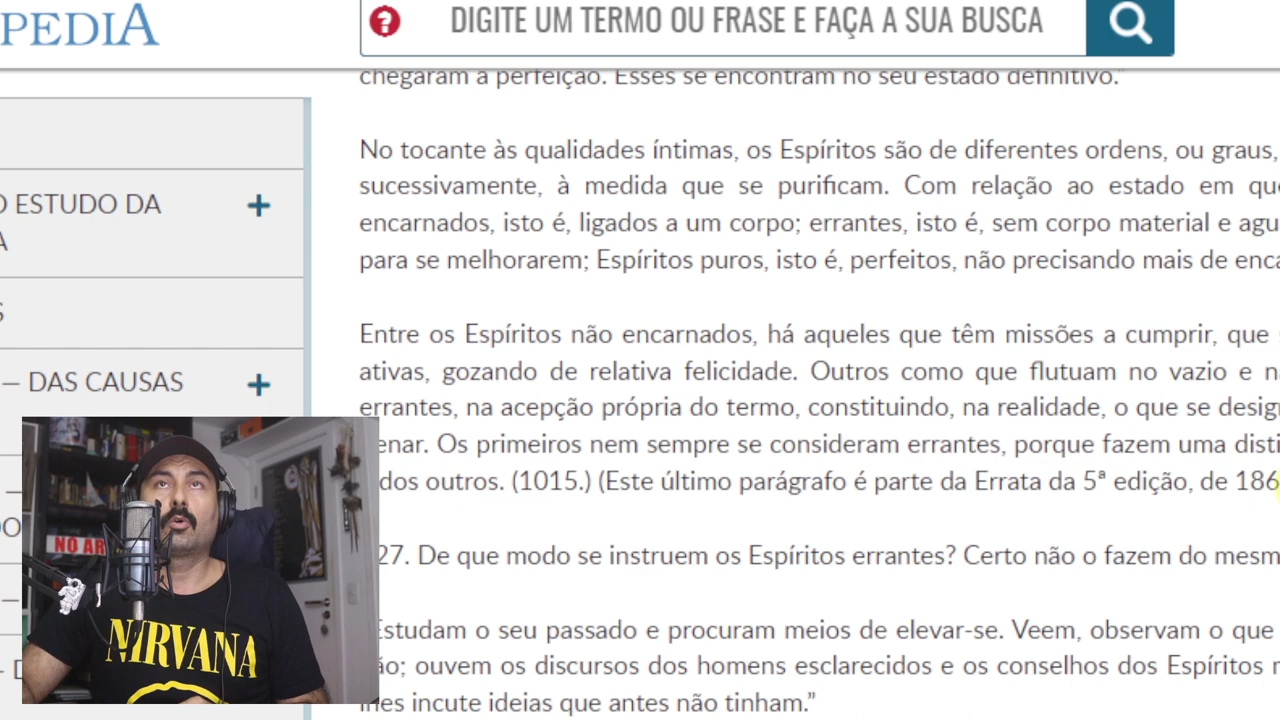 PEDIA
DIGITE UM TERMO OU FRASE E FAÇA A SUA BUSCA
chegaram à perfeição. Esses se encontram no seu estado definitivo."
No tocante às qualidades íntimas, os Espíritos são de diferentes ordens, ou graus,
sucessivamente, à medida que se purificam. Com relação ao estado em que
encarnados, isto é, ligados a um corpo; errantes, isto é, sem corpo material e
para se melhorarem; Espíritos puros, isto é, perfeitos, não precisando mais de
Entre os Espíritos não encarnados, há aqueles que têm missões a cumprir, que
ativas, gozando de relativa felicidade. Outros como que flutuam no vazio e
errantes, na acepção própria do termo, constituindo, na realidade, o que se
enar. Os primeiros nem sempre se consideram errantes, porque fazem uma
dos outros. (1015.) (Este último parágrafo é parte da Errata da 5ª edição, de 186
27. De que modo se instruem os Espíritos errantes? Certo não o fazem do
Estudam o seu passado e procuram meios de elevar-se. Veem, observam o que
ão; ouvem os discursos dos homens esclarecidos e os conselhos dos Espíritos
lhes incute ideias que antes não tinham."
O ESTUDO DA
A
S
– DAS CAUSAS
NO AR
NIRVANA